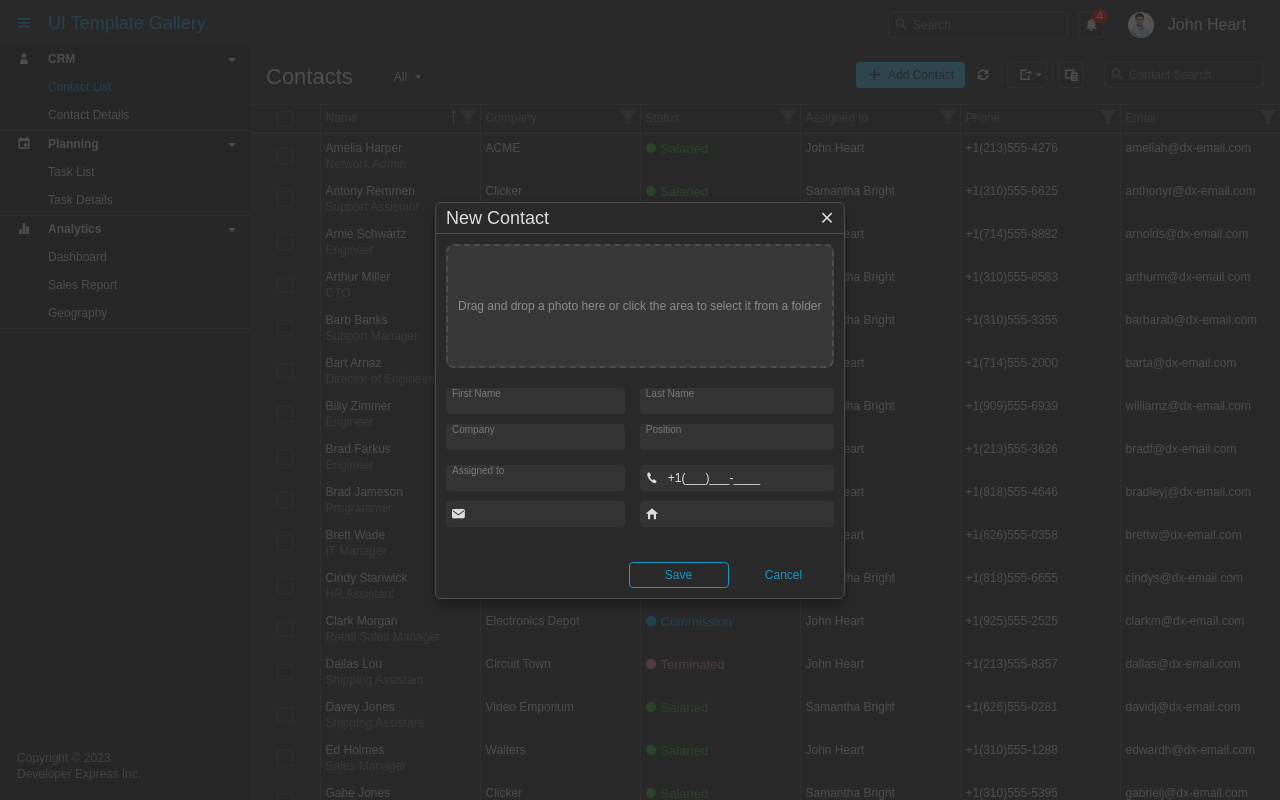 UI Template Gallery
Search
4
John Heart
CRM
Contact List
Contact Details
Planning
Task List
Task Details
Analytics
Dashboard
Sales Report
Geography
Copyright © 2023
Developer Express Inc.
Contacts
All
Add Contact
Contact Search
Name Company Status Assigned to Phone Email
Amelia Harper ACME Salaried John Heart +1(213)555-4276 ameliah@dx-email.com
Network Admin
Antony Remmen Clicker Salaried Samantha Bright +1(310)555-6625 anthonyr@dx-email.com
Support Assistant
Arnie Schwartz eart +1(714)555-8882 arnolds@dx-email.com
Engineer
Arthur Miller tha Bright +1(310)555-8583 arthurm@dx-email.com
CTO
Barb Banks tha Bright +1(310)555-3355 barbarab@dx-email.com
Support Manager
Bart Arnaz eart +1(714)555-2000 barta@dx-email.com
Director of Engineeri
Billy Zimmer tha Bright +1(909)555-6939 williamz@dx-email.com
Engineer
Brad Farkus eart +1(213)555-3626 bradf@dx-email.com
Engineer
Brad Jameson eart +1(818)555-4646 bradleyj@dx-email.com
Programmer
Brett Wade eart +1(626)555-0358 brettw@dx-email.com
IT Manager
Cindy Stanwick tha Bright +1(818)555-6655 cindys@dx-email.com
HR Assistant
Clark Morgan Electronics Depot Commission John Heart +1(925)555-2525 clarkm@dx-email.com
Retail Sales Manager
Dallas Lou Circuit Town Terminated John Heart +1(213)555-8357 dallas@dx-email.com
Shipping Assistant
Davey Jones Video Emporium Salaried Samantha Bright +1(626)555-0281 davidj@dx-email.com
Shipping Assistant
Ed Holmes Walters Salaried John Heart +1(310)555-1288 edwardh@dx-email.com
Sales Manager
Gabe Jones Clicker Salaried Samantha Bright +1(310)555-5395 gabrielj@dx-email.com
New Contact
Drag and drop a photo here or click the area to select it from a folder
First Name Last Name
Company Position
Assigned to +1(___)___-____
Save Cancel